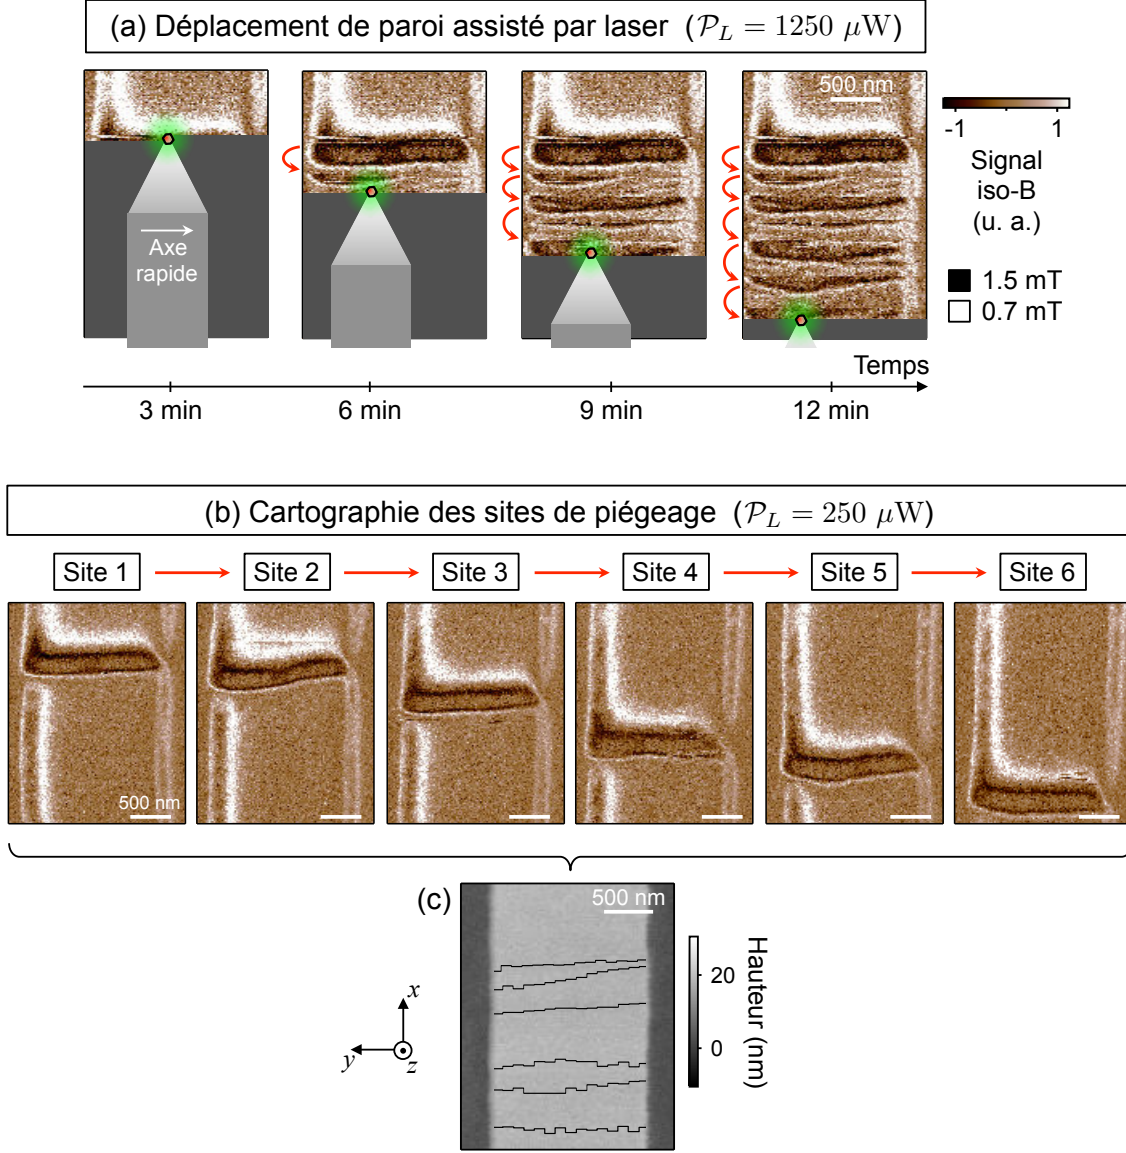 (a) Déplacement de paroi assisté par laser (𝒫_L = 1250 μW)
500 nm
-1 1
Signal
iso-B
(u. a.)
1.5 mT
0.7 mT
Axe
rapide
Temps
3 min 6 min 9 min 12 min
(b) Cartographie des sites de piégeage (𝒫_L = 250 μW)
Site 1 Site 2 Site 3 Site 4 Site 5 Site 6
500 nm
(c)
500 nm
20
0
Hauteur (nm)
x
y
z